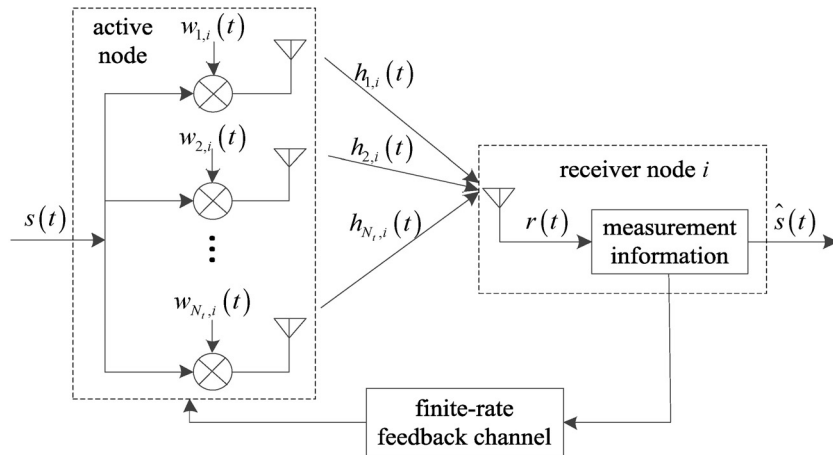 active
node
w_{1,i}(t)
h_{1,i}(t)
w_{2,i}(t)
h_{2,i}(t)
receiver node i
s(t)
h_{N_t,i}(t)
r(t)
measurement
information
ŝ(t)
w_{N_t,i}(t)
finite-rate
feedback channel